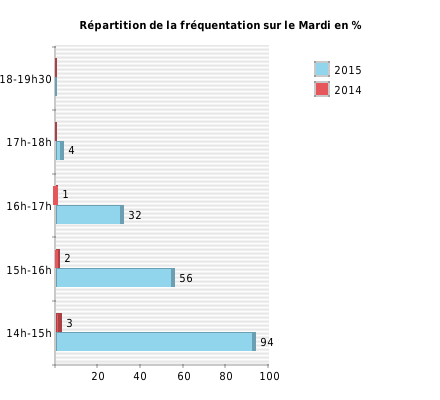 Répartition de la fréquentation sur le Mardi en %
2015
2014
18-19h30
17h-18h
4
16h-17h
1
32
15h-16h
2
56
14h-15h
3
94
20 40 60 80 100